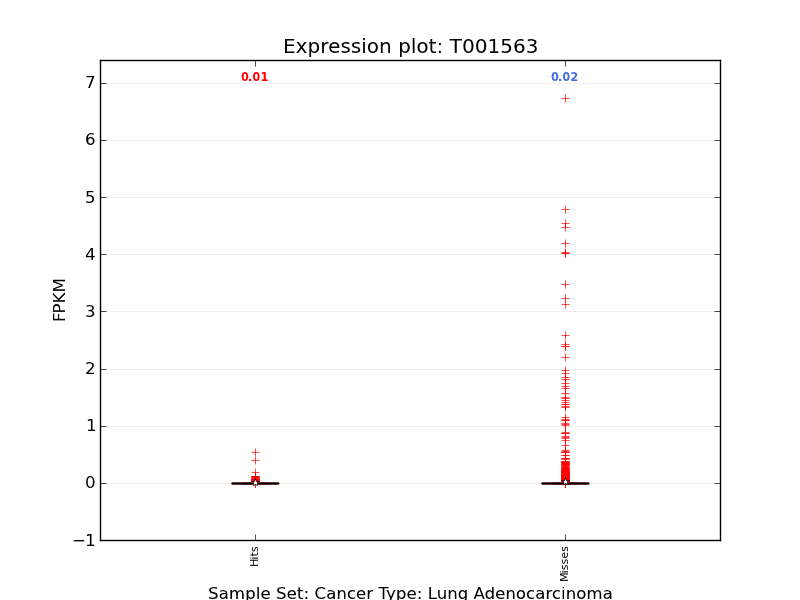 Expression plot: T001563
0.01
0.02
7
6
5
4
3
2
1
0
−1
FPKM
Hits
Misses
Sample Set: Cancer Type: Lung Adenocarcinoma